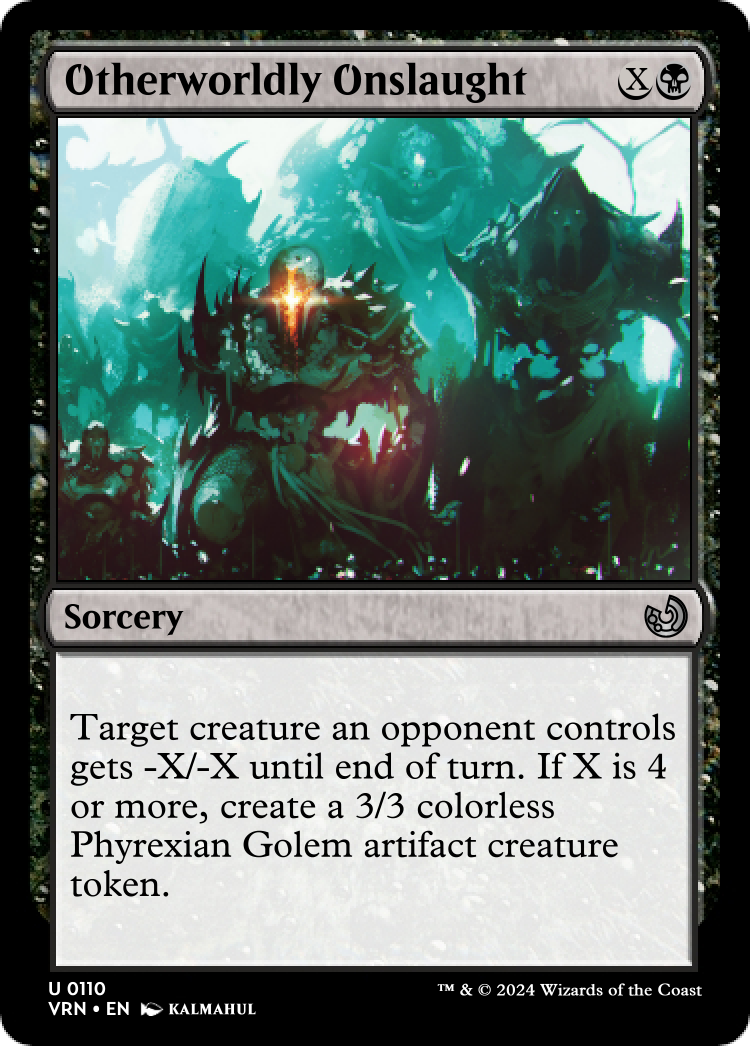 Otherworldly Onslaught X
Sorcery
Target creature an opponent controls
gets -X/-X until end of turn. If X is 4
or more, create a 3/3 colorless
Phyrexian Golem artifact creature
token.
U 0110
VRN • EN KALMAHUL
™ & © 2024 Wizards of the Coast